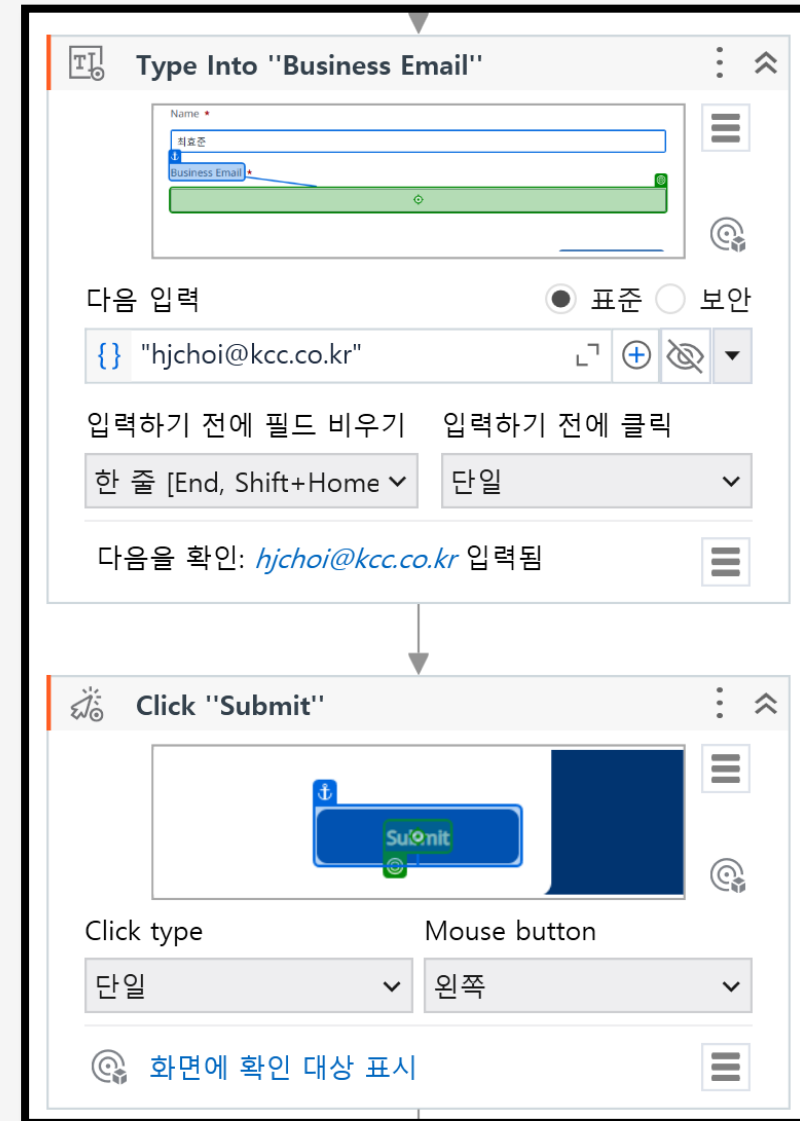 Type Into ''Business Email''
Name *
최효준
Business Email *
다음 입력
표준 보안
{} "hjchoi@kcc.co.kr"
입력하기 전에 필드 비우기 입력하기 전에 클릭
한 줄 [End, Shift+Home 단일
다음을 확인: hjchoi@kcc.co.kr 입력됨
Click ''Submit''
Submit
Click type Mouse button
단일 왼쪽
화면에 확인 대상 표시